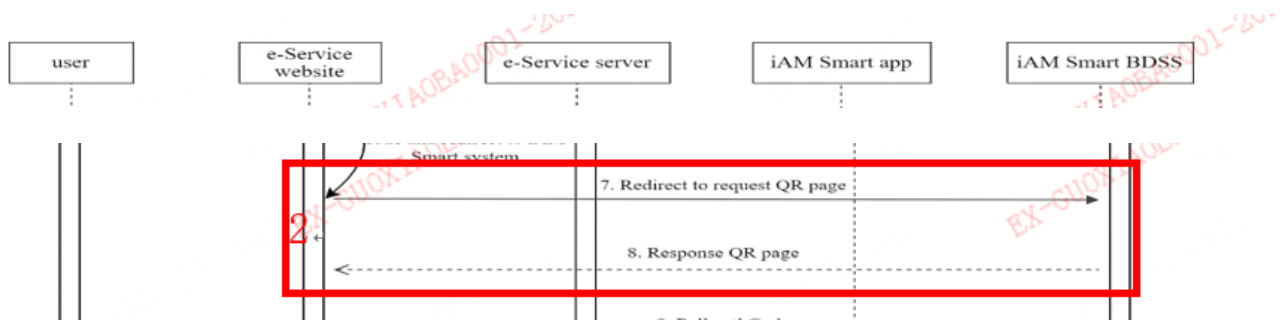 user
e-Service
website
e-Service server
iAM Smart app
iAM Smart BDSS
Smart system
7. Redirect to request QR page
2
8. Response QR page